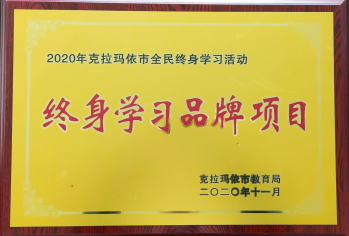 2020年克拉玛依市全民终身学习活动
终身学习品牌项目
克拉玛依市教育局
二〇二〇年十一月